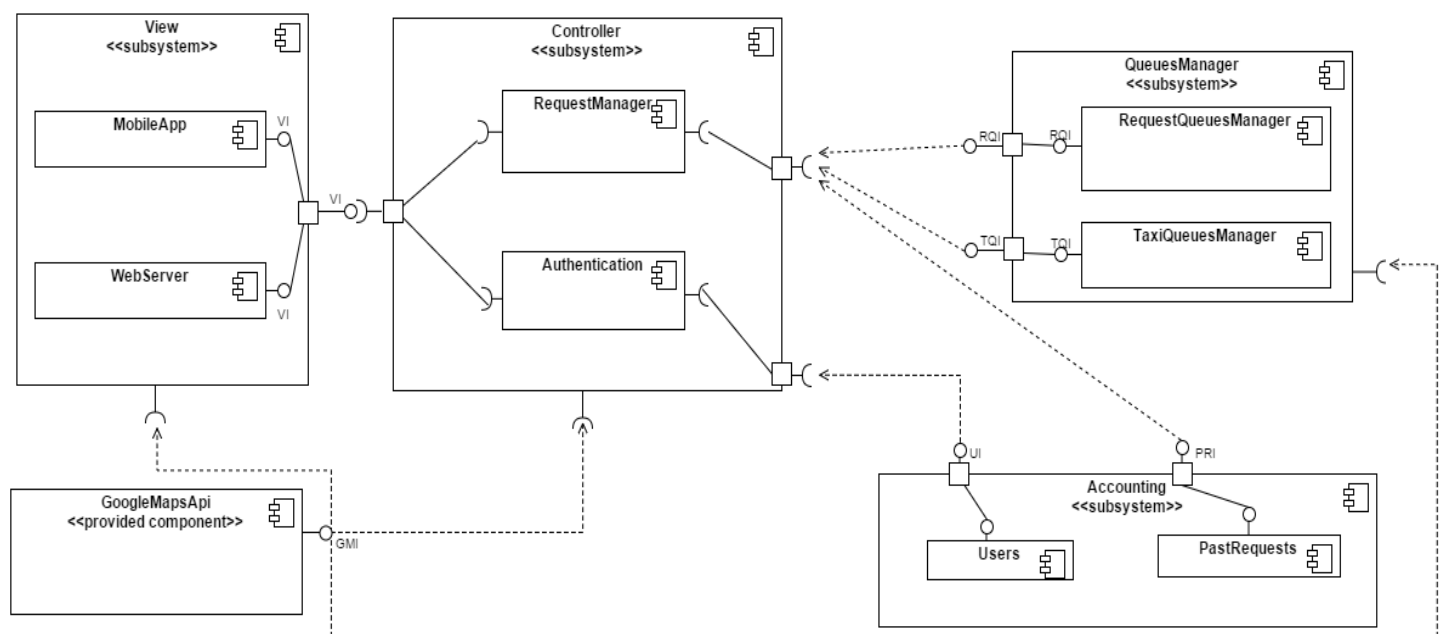 View
<<subsystem>>
MobileApp
VI
WebServer
VI
VI
Controller
<<subsystem>>
RequestManager
Authentication
QueuesManager
<<subsystem>>
RequestQueuesManager
RQI
RQI
TaxiQueuesManager
TQI
TQI
GoogleMapsApi
<<provided component>>
GMI
UI
PRI
Accounting
<<subsystem>>
Users
PastRequests